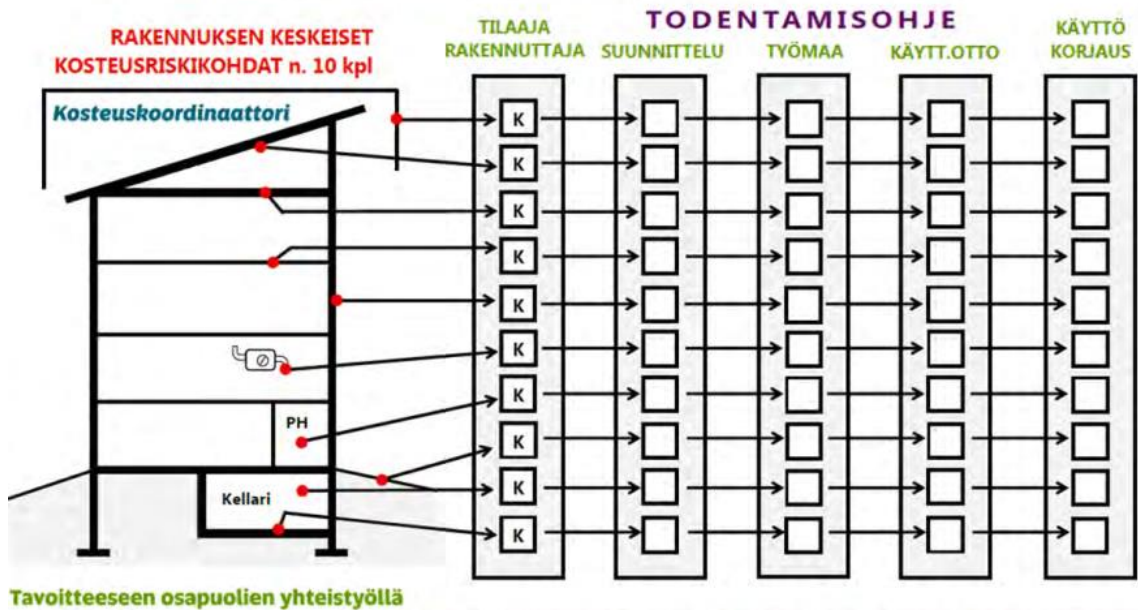 TODENTAMISOHJE
RAKENNUKSEN KESKEISET
KOSTEUSRISKIKOHDAT n. 10 kpl
TILAAJA
RAKENNUTTAJA
SUUNNITTELU
TYÖMAA
KÄYTT.OTTO
KÄYTTÖ
KORJAUS
Kosteuskoordinaattori
K
K
K
K
K
K
K
K
K
K
PH
Kellari
Tavoitteeseen osapuolien yhteistyöllä